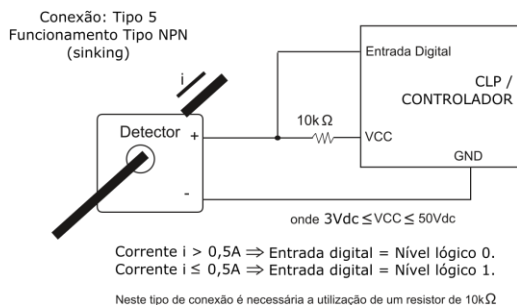 Conexão: Tipo 5
Funcionamento Tipo NPN
(sinking)
i
Entrada Digital
CLP /
CONTROLADOR
10kΩ
Detector
+
VCC
GND
-
onde 3Vdc ≤VCC ≤ 50Vdc
Corrente i > 0,5A ⇒ Entrada digital = Nível lógico 0.
Corrente i ≤ 0,5A ⇒ Entrada digital = Nível lógico 1.
Neste tipo de conexão é necessária a utilização de um resistor de 10kΩ